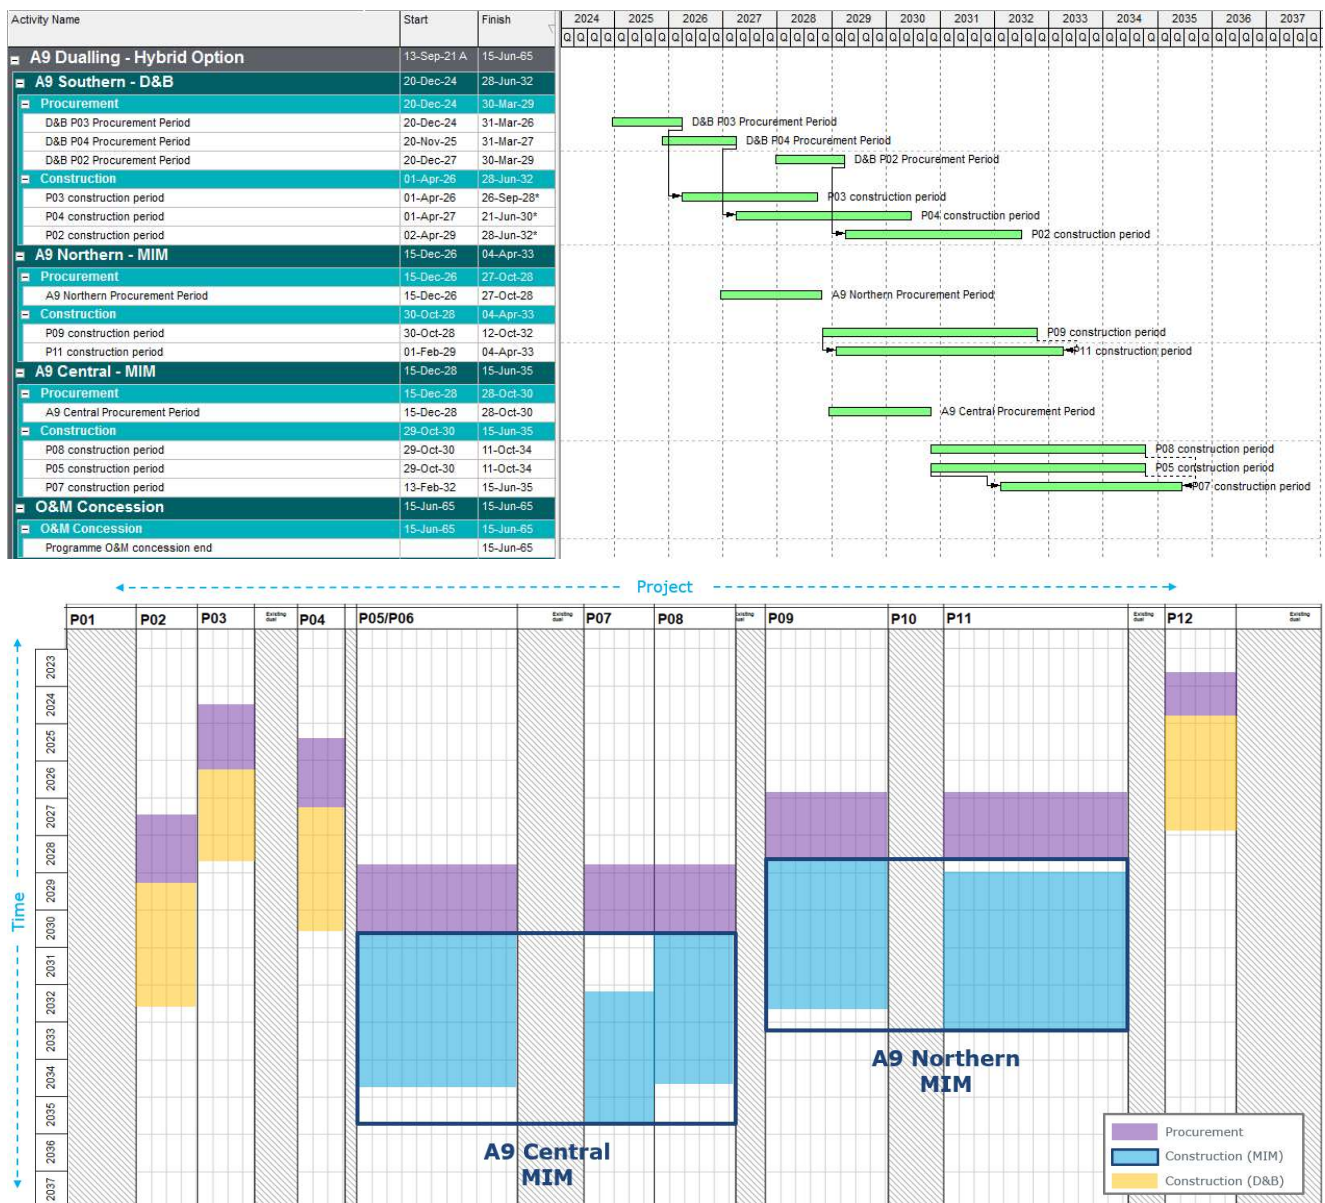 Activity Name Start Finish 2024 2025 2026 2027 2028 2029 2030 2031 2032 2033 2034 2035 2036 2037
Q Q Q Q Q Q Q Q Q Q Q Q Q Q Q Q Q Q Q Q Q Q Q Q Q Q Q Q Q Q Q Q Q Q Q Q Q Q Q Q Q Q Q Q Q Q Q Q Q Q Q Q Q Q Q Q
A9 Dualling - Hybrid Option 13-Sep-21 A 15-Jun-65
A9 Southern - D&B 20-Dec-24 28-Jun-32
Procurement 20-Dec-24 30-Mar-29
D&B P03 Procurement Period 20-Dec-24 31-Mar-26 D&B P03 Procurement Period
D&B P04 Procurement Period 20-Nov-25 31-Mar-27 D&B P04 Procurement Period
D&B P02 Procurement Period 20-Dec-27 30-Mar-29 D&B P02 Procurement Period
Construction 01-Apr-26 28-Jun-32
P03 construction period 01-Apr-26 26-Sep-28* P03 construction period
P04 construction period 01-Apr-27 21-Jun-30* P04 construction period
P02 construction period 02-Apr-29 28-Jun-32* P02 construction period
A9 Northern - MIM 15-Dec-26 04-Apr-33
Procurement 15-Dec-26 27-Oct-28
A9 Northern Procurement Period 15-Dec-26 27-Oct-28 A9 Northern Procurement Period
Construction 30-Oct-28 04-Apr-33
P09 construction period 30-Oct-28 12-Oct-32 P09 construction period
P11 construction period 01-Feb-29 04-Apr-33 P11 construction period
A9 Central - MIM 15-Dec-28 15-Jun-35
Procurement 15-Dec-28 28-Oct-30
A9 Central Procurement Period 15-Dec-28 28-Oct-30 A9 Central Procurement Period
Construction 29-Oct-30 15-Jun-35
P08 construction period 29-Oct-30 11-Oct-34 P08 construction period
P05 construction period 29-Oct-30 11-Oct-34 P05 construction period
P07 construction period 13-Feb-32 15-Jun-35 P07 construction period
O&M Concession 15-Jun-65 15-Jun-65
O&M Concession 15-Jun-65 15-Jun-65
Programme O&M concession end 15-Jun-65
Project
P01 P02 P03 Existing dual P04 P05/P06 Existing dual P07 P08 Existing dual P09 P10 P11 Existing dual P12 Existing dual
Time
2023
2024
2025
2026
2027
2028
2029
2030
2031
2032
2033
2034
2035
2036
2037
A9 Northern
MIM
A9 Central
MIM
Procurement
Construction (MIM)
Construction (D&B)